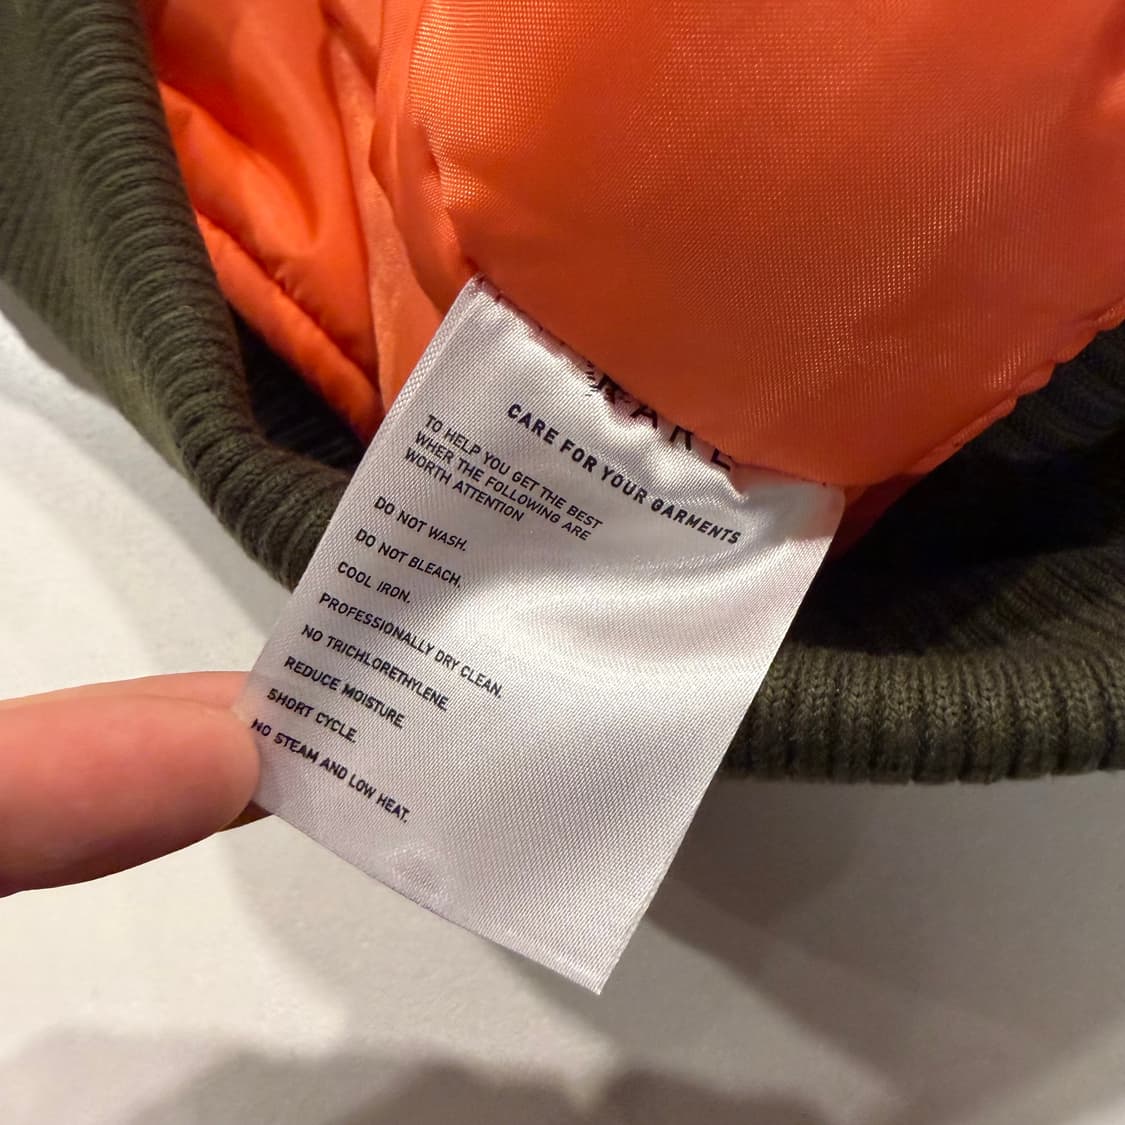 CARE FOR YOUR GARMENTS
TO HELP YOU GET THE BEST
WHER THE FOLLOWING ARE
WORTH ATTENTION
DO NOT WASH.
DO NOT BLEACH.
COOL IRON.
PROFESSIONALLY DRY CLEAN.
NO TRICHLORETHYLENE.
REDUCE MOISTURE.
SHORT CYCLE.
NO STEAM AND LOW HEAT.